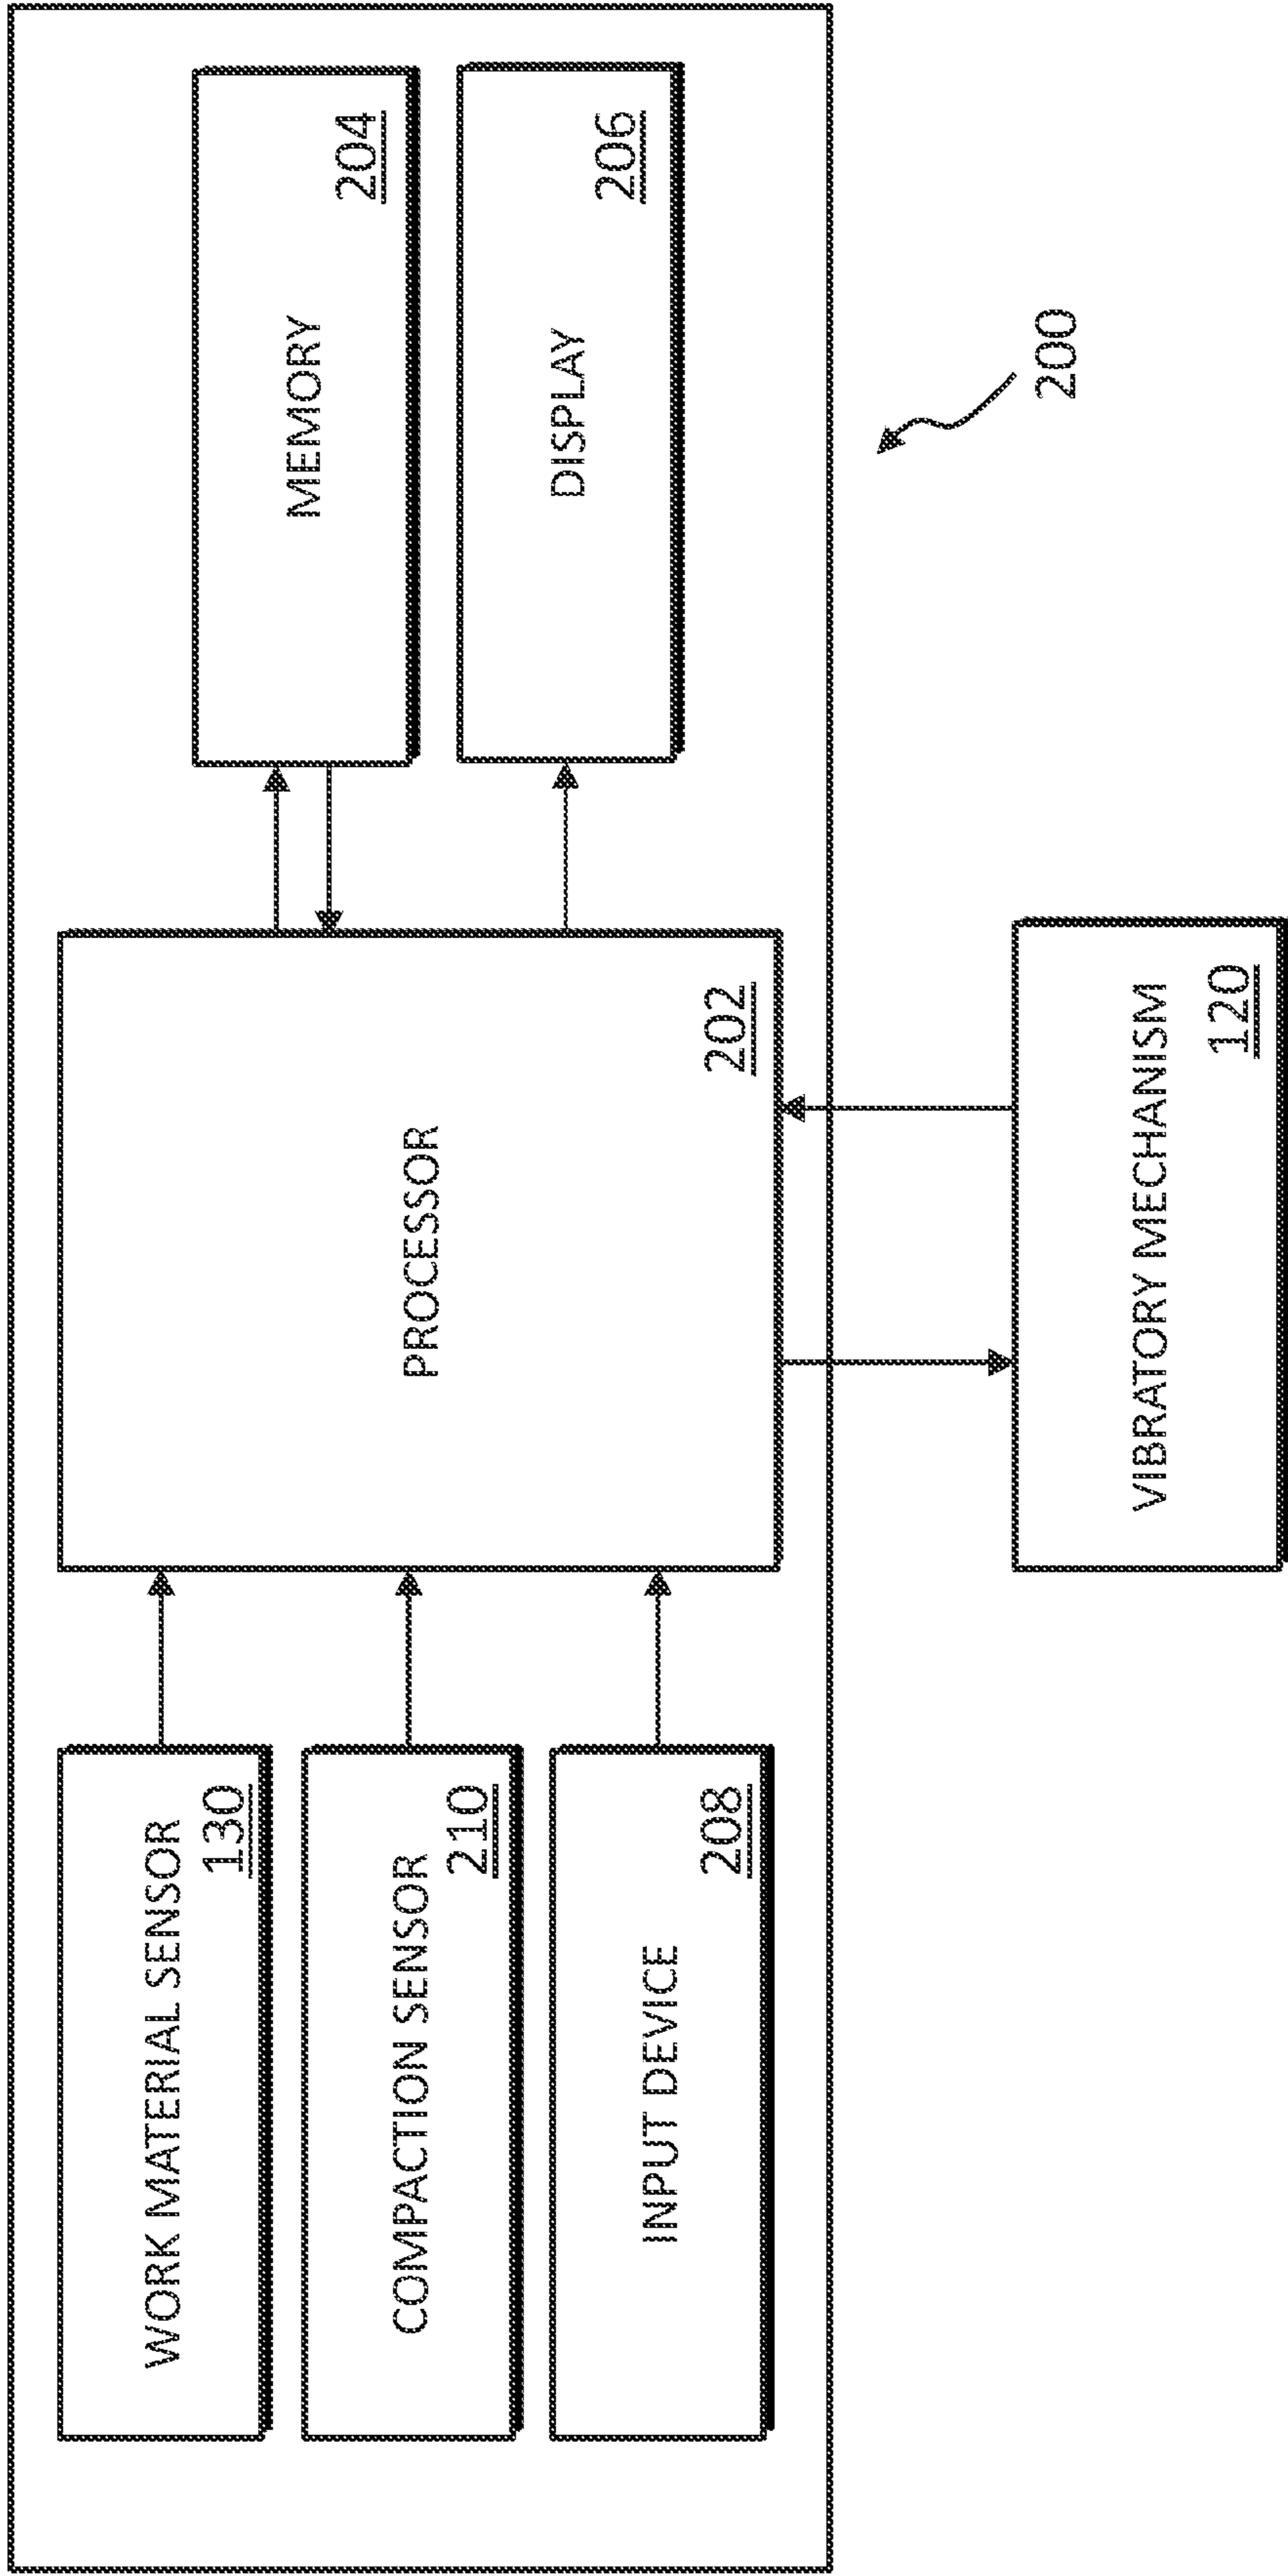 WORK MATERIAL SENSOR
130
COMPACTION SENSOR
210
INPUT DEVICE
208
PROCESSOR
202
MEMORY
204
DISPLAY
206
VIBRATORY MECHANISM
120
200